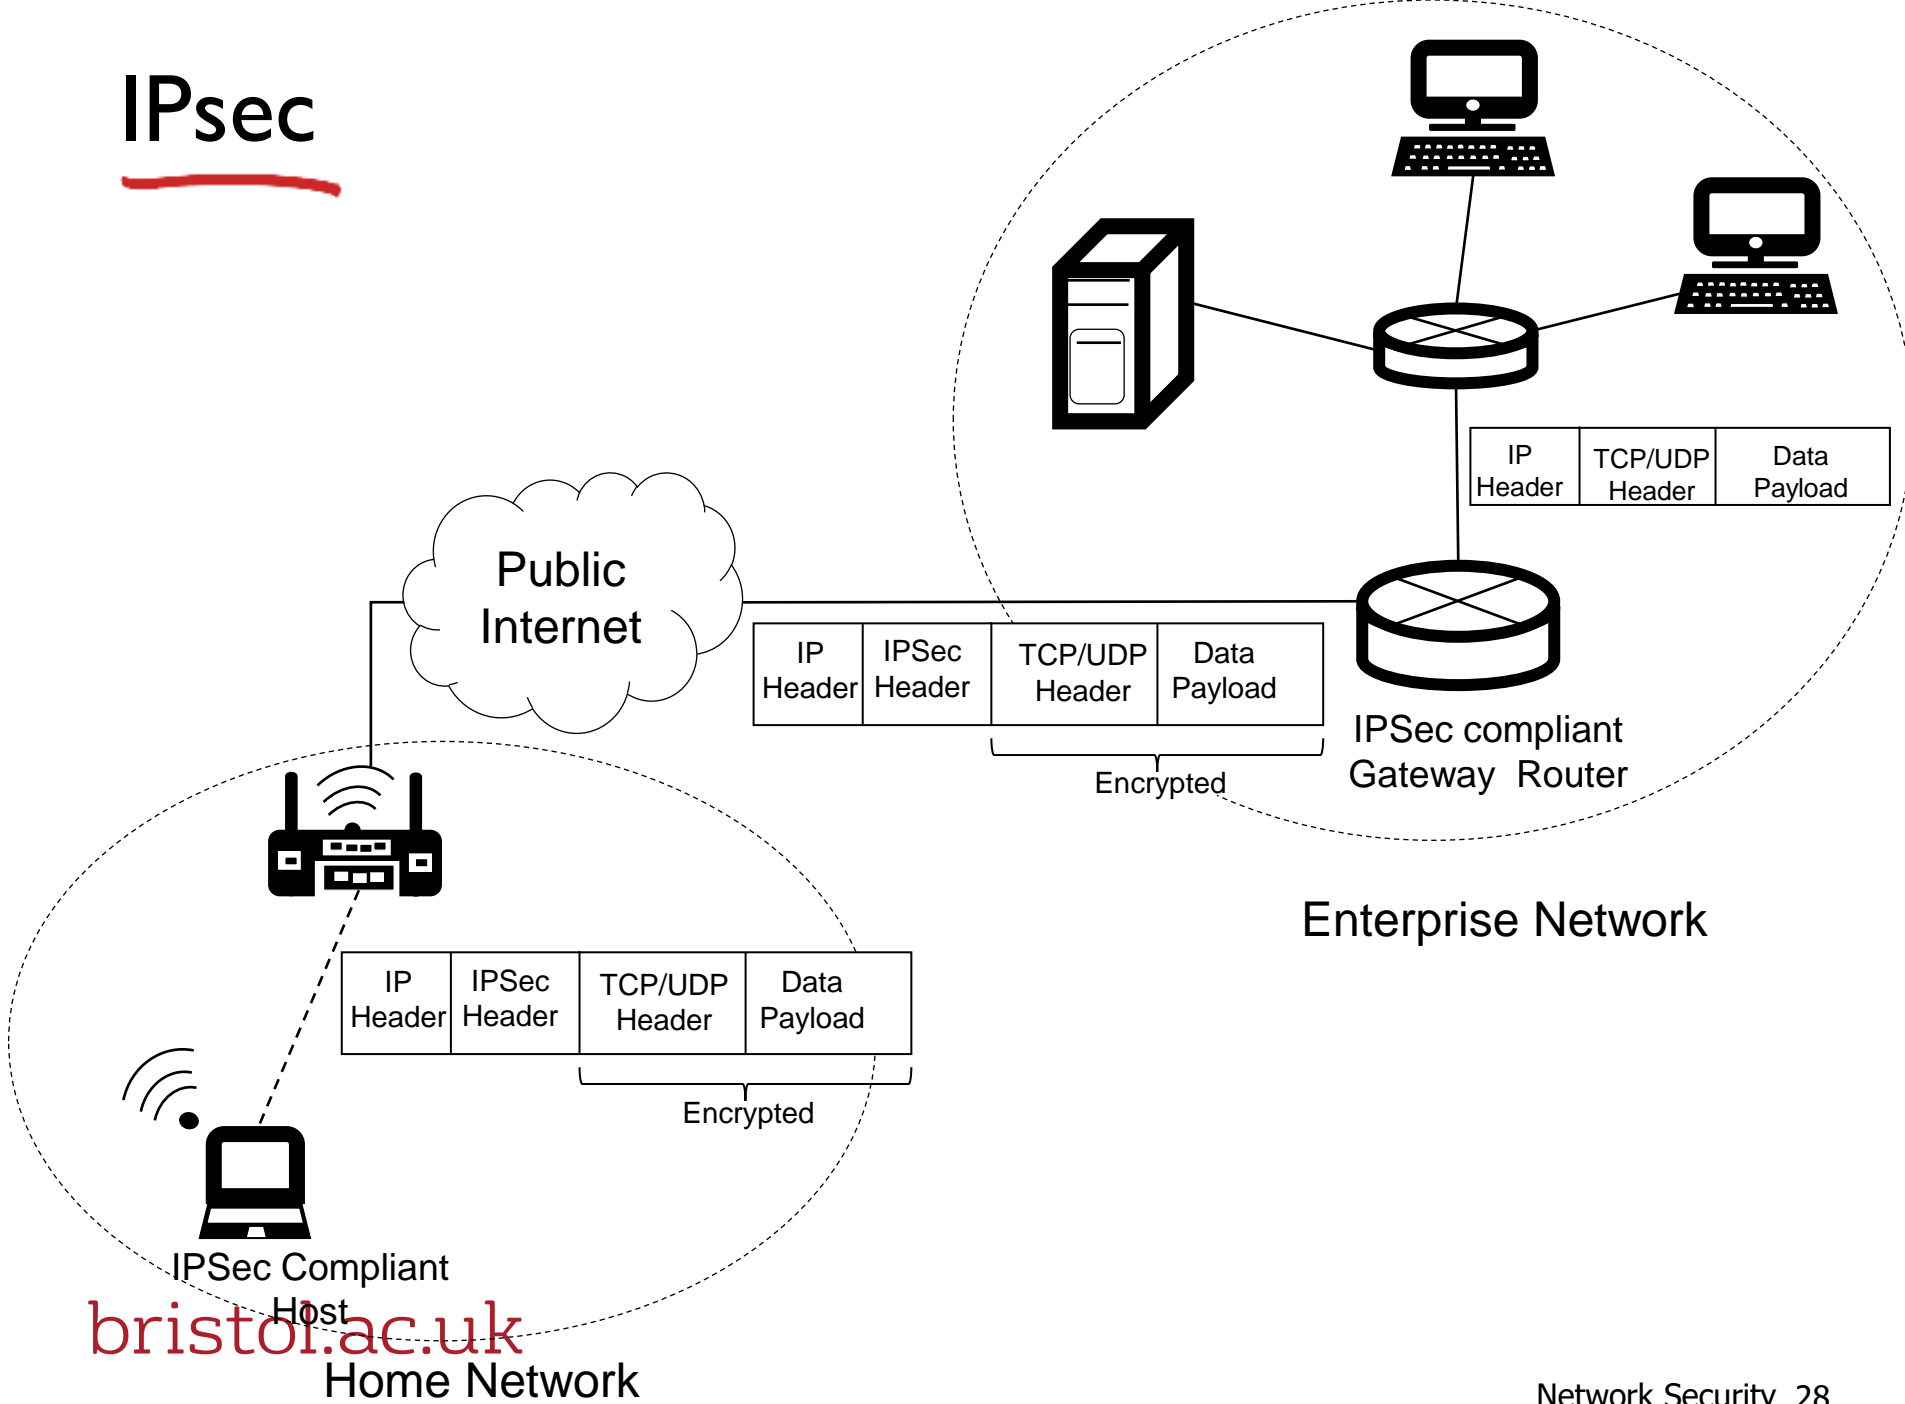 IPsec
IP
Header
TCP/UDP
Header
Data
Payload
Public
Internet
IP
Header
IPSec
Header
TCP/UDP
Header
Data
Payload
Encrypted
IPSec compliant
Gateway Router
Enterprise Network
IP
Header
IPSec
Header
TCP/UDP
Header
Data
Payload
Encrypted
IPSec Compliant
Host
bristol.ac.uk
Home Network
Network Security 28